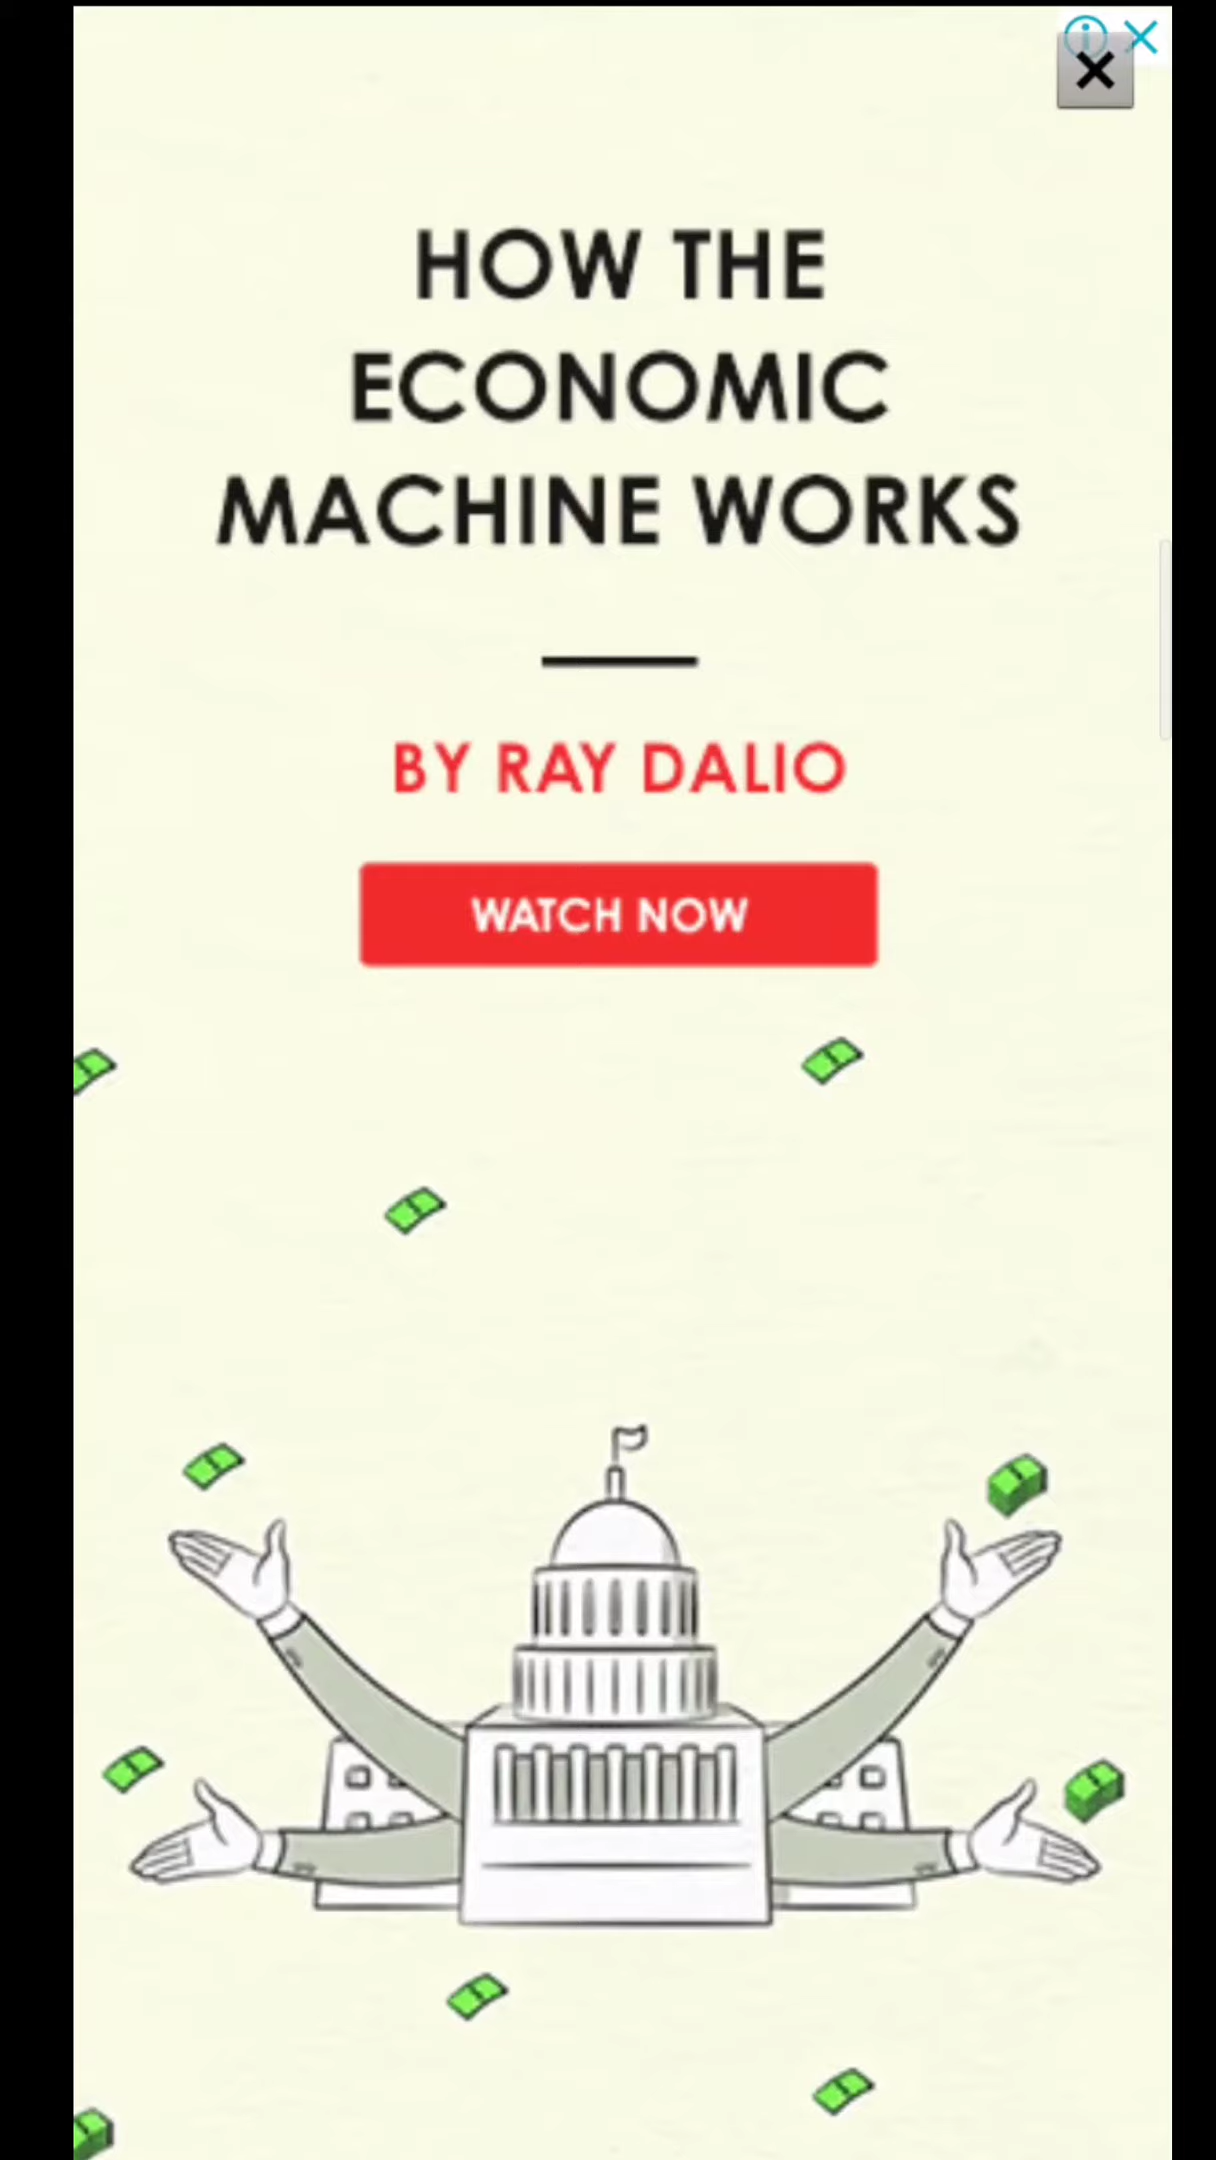 HOW THE
ECONOMIC
MACHINE WORKS
BY RAY DALIO
WATCH NOW